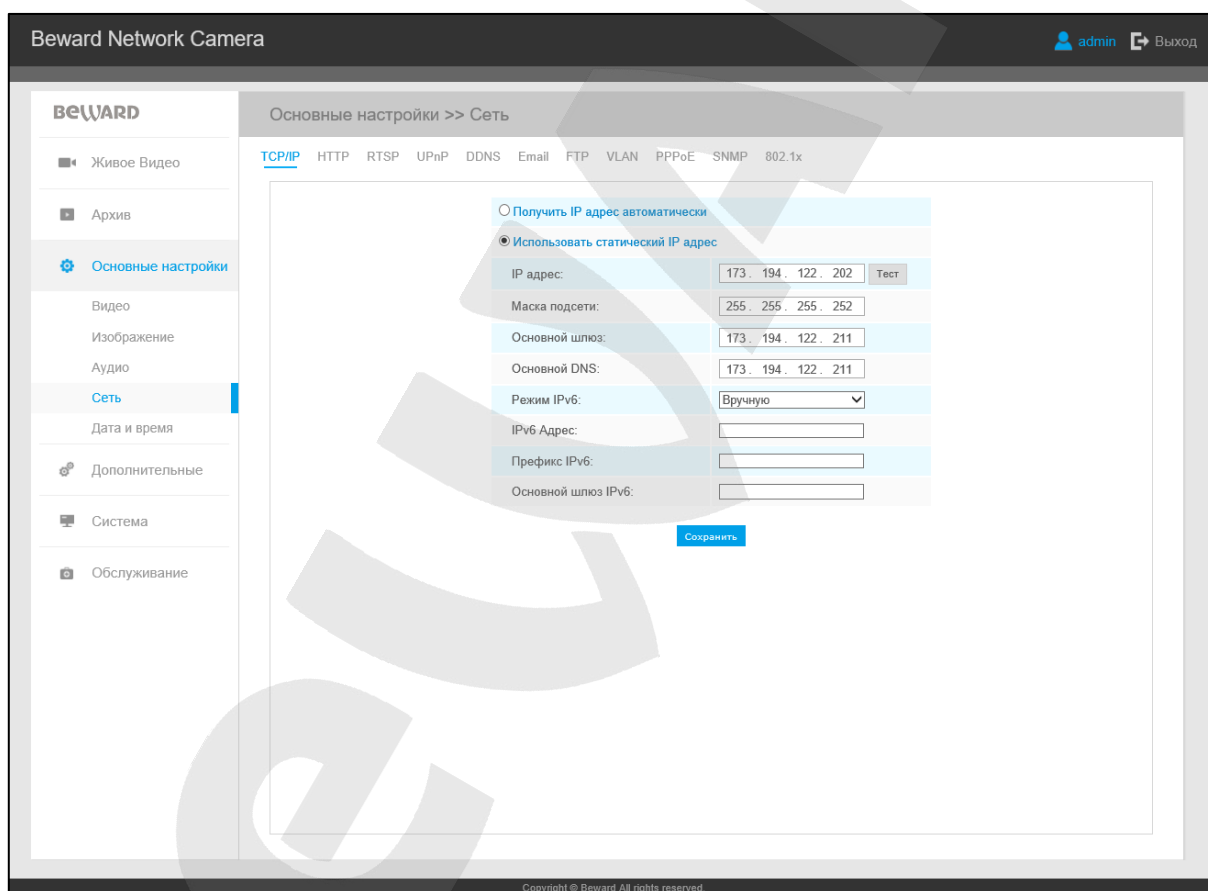 Beward Network Camera
admin Выход
BEWARD
Основные настройки >> Сеть
TCP/IP HTTP RTSP UPnP DDNS Email FTP VLAN PPPoE SNMP 802.1x
Живое Видео
Архив
Основные настройки
Видео
Изображение
Аудио
Сеть
Дата и время
Дополнительные
Система
Обслуживание
Получить IP адрес автоматически
Использовать статический IP адрес
IP адрес: 173. 194. 122. 202 Тест
Маска подсети: 255. 255. 255. 252
Основной шлюз: 173. 194. 122. 211
Основной DNS: 173. 194. 122. 211
Режим IPv6: Вручную
IPv6 Адрес:
Префикс IPv6:
Основной шлюз IPv6:
Сохранить
Copyright © Beward All rights reserved.